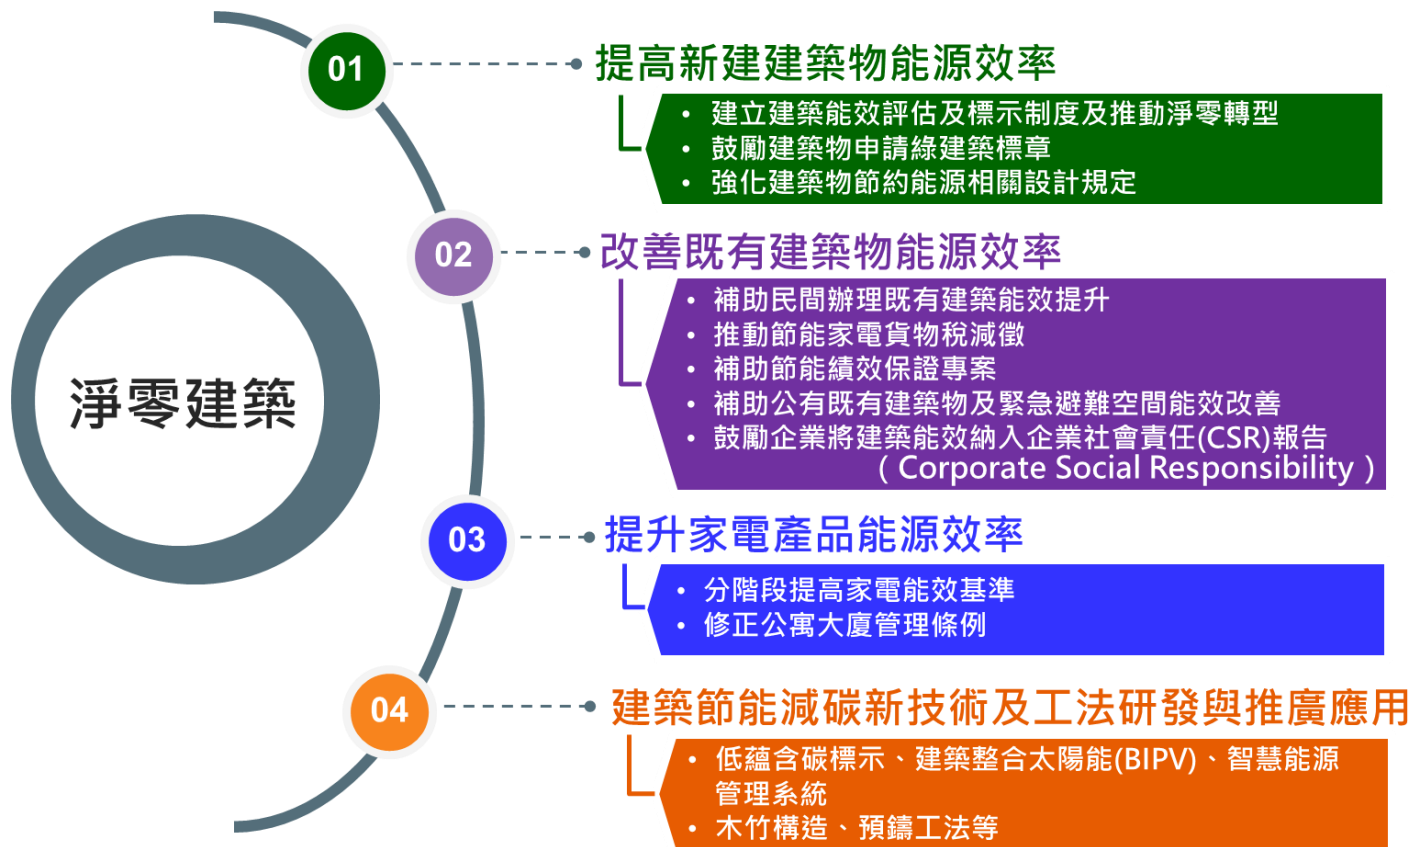 淨零建築
01
提高新建建築物能源效率
• 建立建築能效評估及標示制度及推動淨零轉型
• 鼓勵建築物申請綠建築標章
• 強化建築物節約能源相關設計規定
02
改善既有建築物能源效率
• 補助民間辦理既有建築能效提升
• 推動節能家電貨物稅減徵
• 補助節能績效保證專案
• 補助公有既有建築物及緊急避難空間能效改善
• 鼓勵企業將建築能效納入企業社會責任(CSR)報告
（Corporate Social Responsibility）
03
提升家電產品能源效率
• 分階段提高家電能效基準
• 修正公寓大廈管理條例
04
建築節能減碳新技術及工法研發與推廣應用
• 低蘊含碳標示、建築整合太陽能(BIPV)、智慧能源
管理系統
• 木竹構造、預鑄工法等